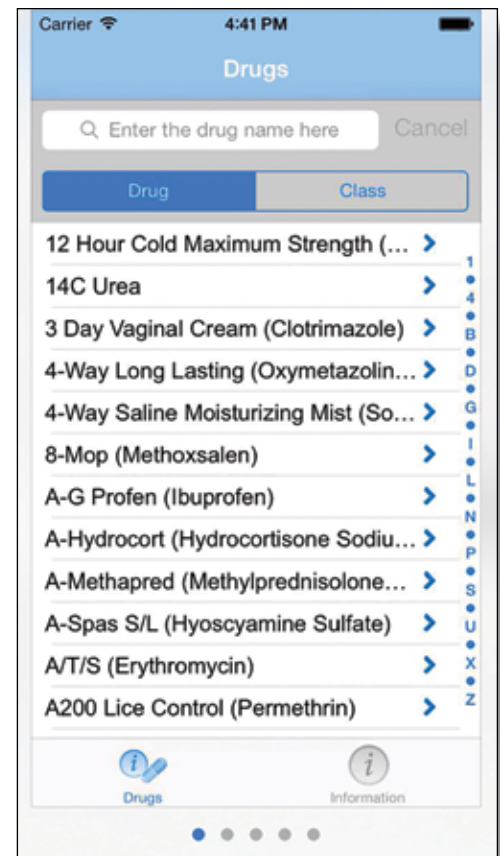 Carrier 4:41 PM
Drugs
Enter the drug name here Cancel
Drug Class
12 Hour Cold Maximum Strength (...
14C Urea
3 Day Vaginal Cream (Clotrimazole)
4-Way Long Lasting (Oxymetazolin...
4-Way Saline Moisturizing Mist (So...
8-Mop (Methoxsalen)
A-G Profen (Ibuprofen)
A-Hydrocort (Hydrocortisone Sodiu...
A-Methapred (Methylprednisolone...
A-Spas S/L (Hyoscyamine Sulfate)
A/T/S (Erythromycin)
A200 Lice Control (Permethrin)
1
4
B
D
G
I
L
N
P
S
U
X
Z
Drugs Information